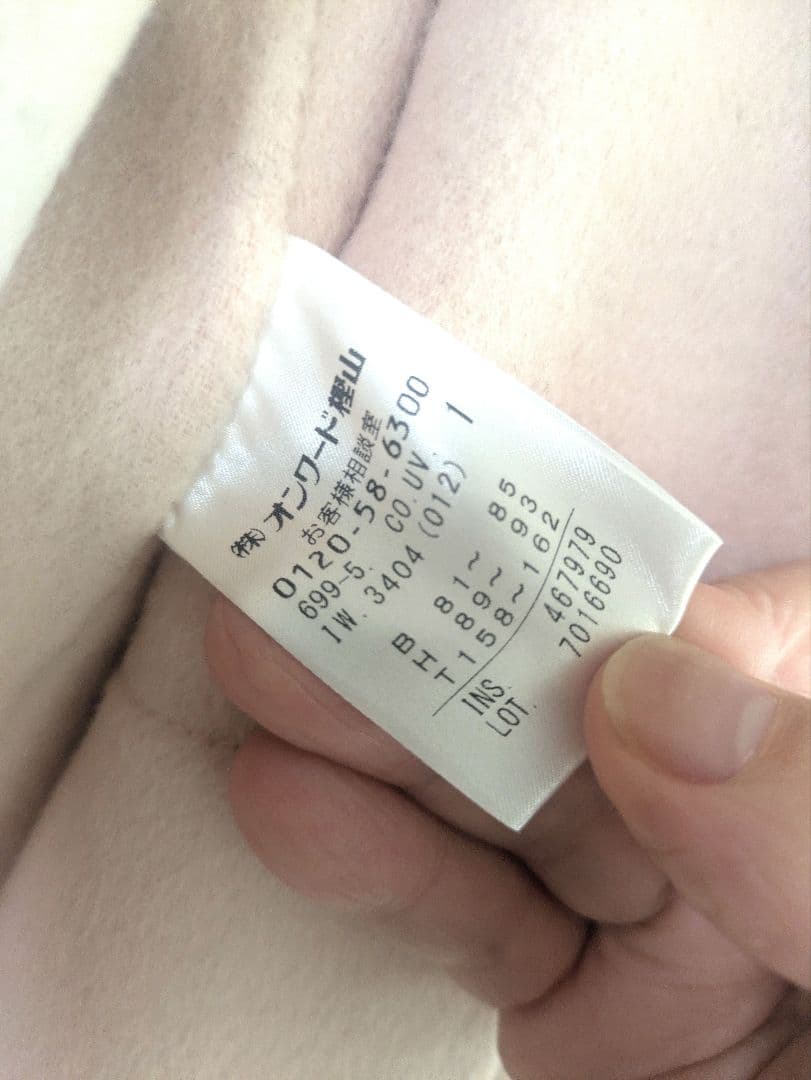 (株)オンワード樫山
お客様相談室
0120-58-6300
699-5. CO.UV. 1
IW. 3404 (012)
B 81~ 85
H 89~ 93
T 158~162
INS. 467979
LOT. 7016690